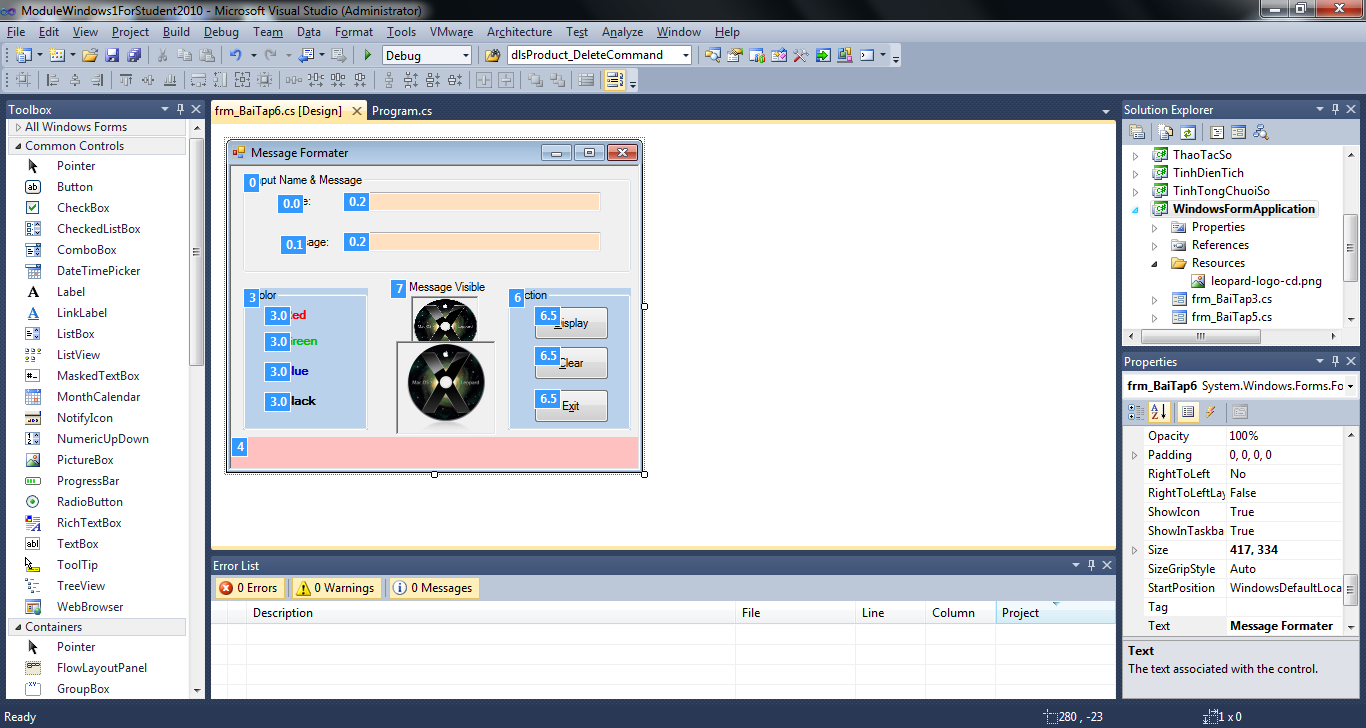 ModuleWindows1ForStudent2010 - Microsoft Visual Studio (Administrator)
File Edit View Project Build Debug Team Data Format Tools VMware Architecture Test Analyze Window Help
Debug dlsProduct_DeleteCommand
Toolbox
All Windows Forms
Common Controls
Pointer
Button
CheckBox
CheckedListBox
ComboBox
DateTimePicker
Label
LinkLabel
ListBox
ListView
MaskedTextBox
MonthCalendar
NotifyIcon
NumericUpDown
PictureBox
ProgressBar
RadioButton
RichTextBox
TextBox
ToolTip
TreeView
WebBrowser
Containers
Pointer
FlowLayoutPanel
GroupBox
frm_BaiTap6.cs [Design] Program.cs
Message Formater
0 put Name & Message
0.0 e: 0.2
0.1 age: 0.2
3 olor
3.0 ed
3.0 reen
3.0 lue
3.0 lack
7 Message Visible
Mac OS X Leopard
Mac OS X Leopard
6 ction
6.5 isplay
6.5 Clear
6.5 Exit
4
Error List
0 Errors 0 Warnings 0 Messages
Description File Line Column Project
Solution Explorer
ThaoTacSo
TinhDienTich
TinhTongChuoiSo
WindowsFormApplication
Properties
References
Resources
leopard-logo-cd.png
frm_BaiTap3.cs
frm_BaiTap5.cs
Properties
frm_BaiTap6 System.Windows.Forms.Fo
Opacity 100%
Padding 0, 0, 0, 0
RightToLeft No
RightToLeftLay False
ShowIcon True
ShowInTaskba True
Size 417, 334
SizeGripStyle Auto
StartPosition WindowsDefaultLoca
Tag
Text Message Formater
Text
The text associated with the control.
Ready 280 , -23 1 x 0